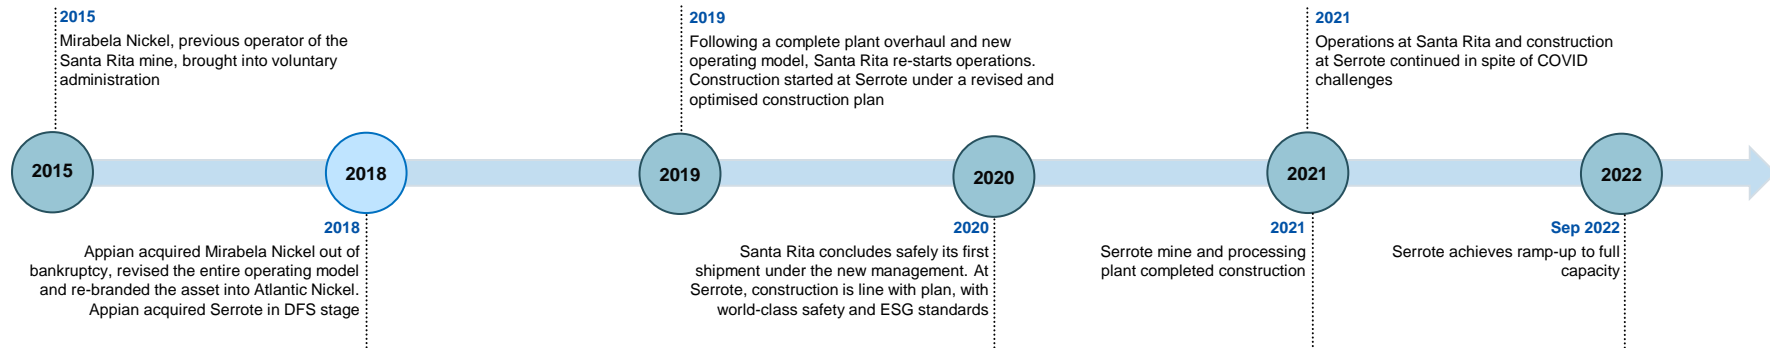 2015
Mirabela Nickel, previous operator of the
Santa Rita mine, brought into voluntary
administration
2019
Following a complete plant overhaul and new
operating model, Santa Rita re-starts operations.
Construction started at Serrote under a revised and
optimised construction plan
2021
Operations at Santa Rita and construction
at Serrote continued in spite of COVID
challenges
2015
2018
2019
2020
2021
2022
2018
Appian acquired Mirabela Nickel out of
bankruptcy, revised the entire operating model
and re-branded the asset into Atlantic Nickel.
Appian acquired Serrote in DFS stage
2020
Santa Rita concludes safely its first
shipment under the new management. At
Serrote, construction is line with plan, with
world-class safety and ESG standards
2021
Serrote mine and processing
plant completed construction
Sep 2022
Serrote achieves ramp-up to full
capacity